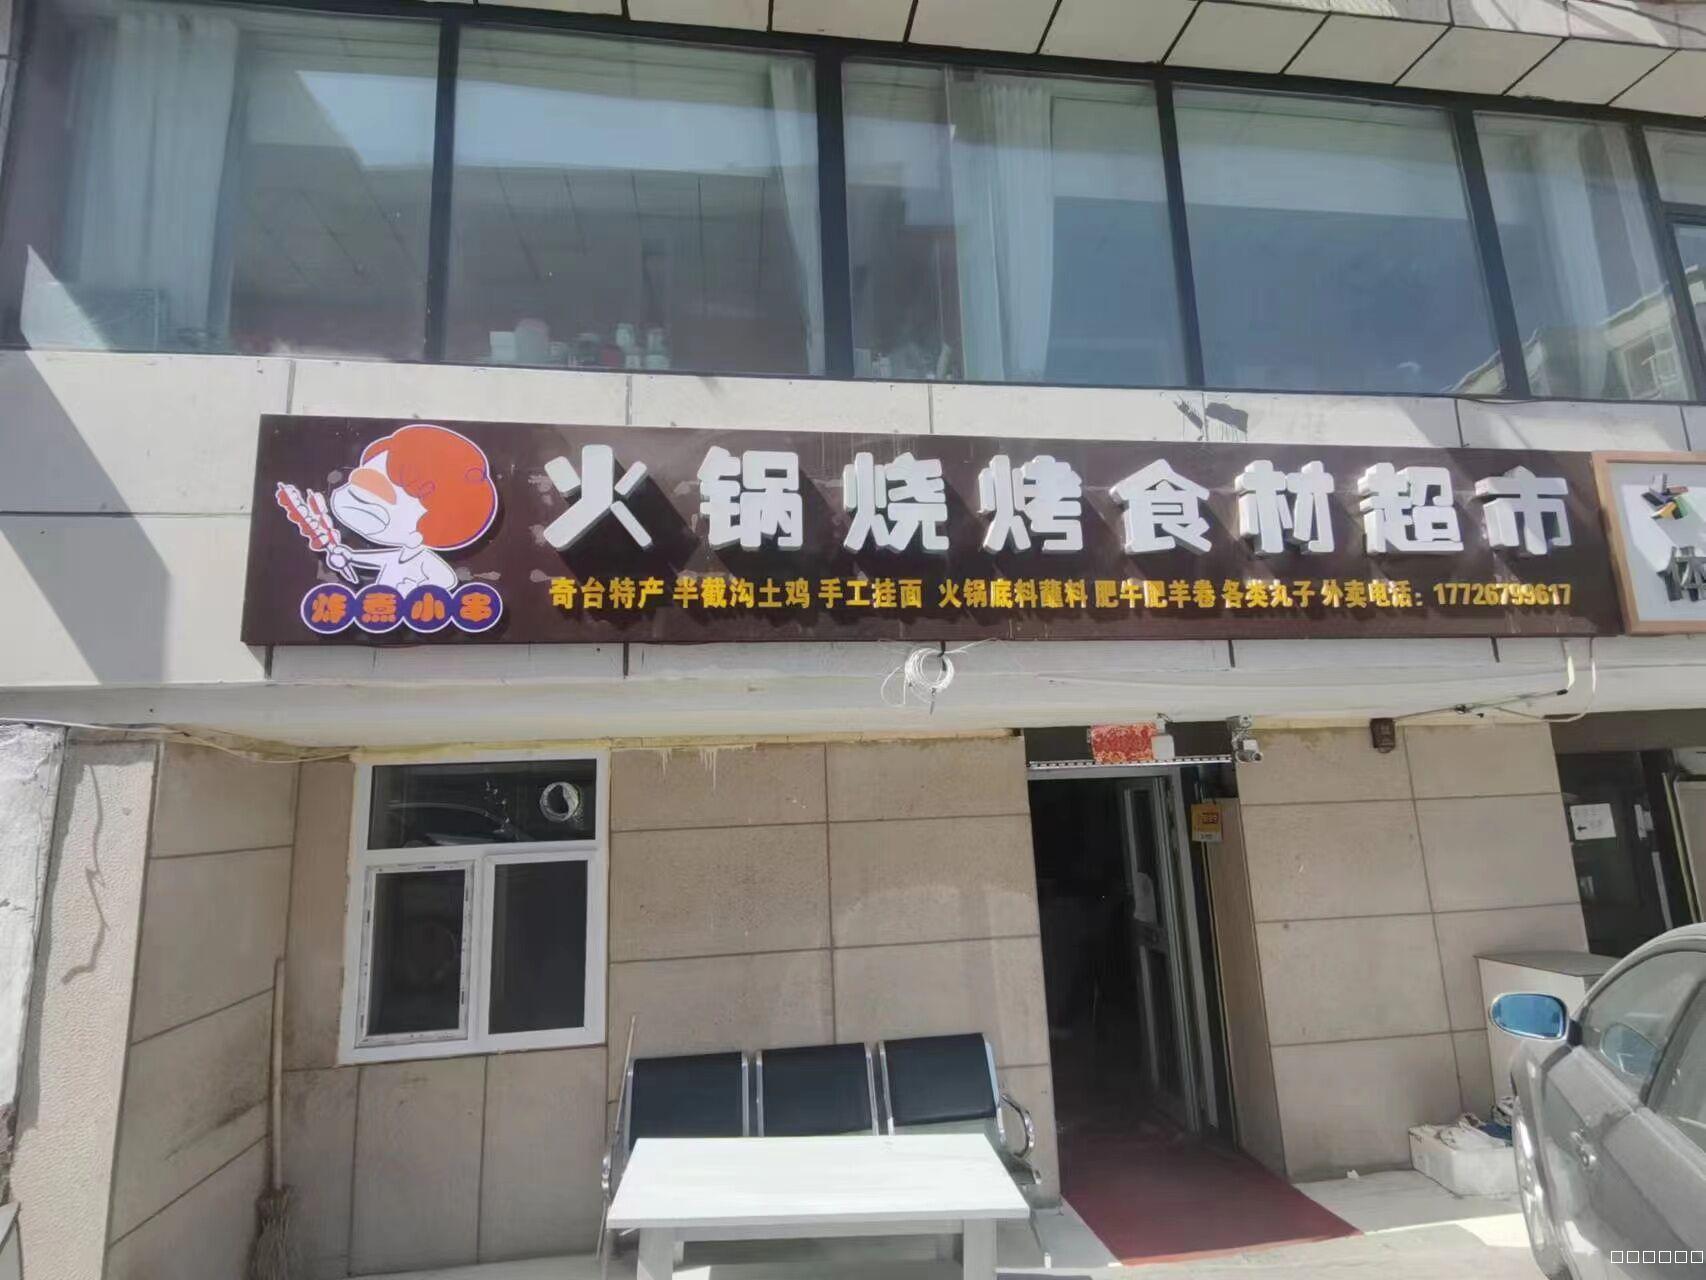 火锅烧烤食材超市
炸煮小串
奇台特产 半截沟土鸡 手工挂面 火锅底料蘸料 肥牛肥羊卷 各类丸子 外卖电话：17726799617